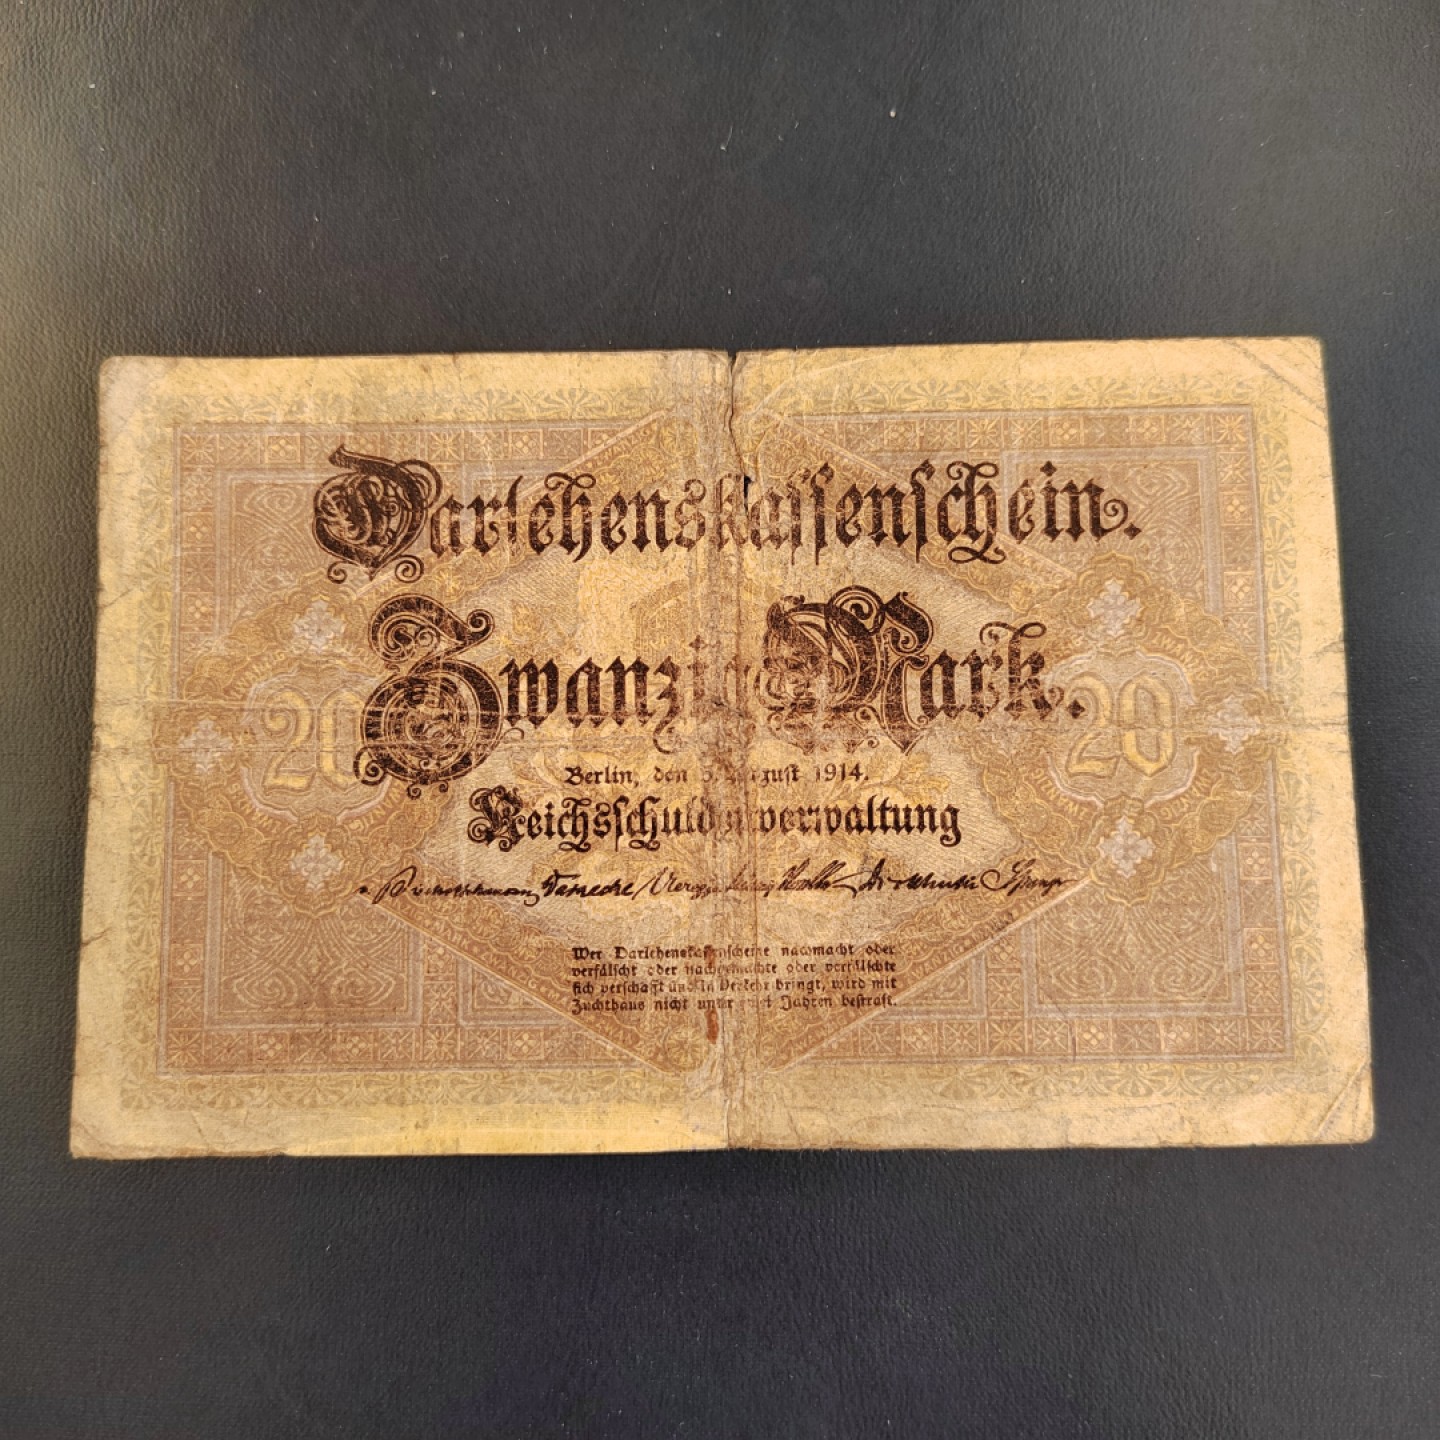 Darlehenskassenschein.
Zwanzig Mark.
20 20
Berlin, den 5. August 1914.
Reichsschuldenverwaltung
Wer Darlehenskassenscheine nachmacht oder
verfälscht oder nachgemachte oder verfälschte
sich verschafft und in Verkehr bringt, wird mit
Zuchthaus nicht unter zwei Jahren bestraft.